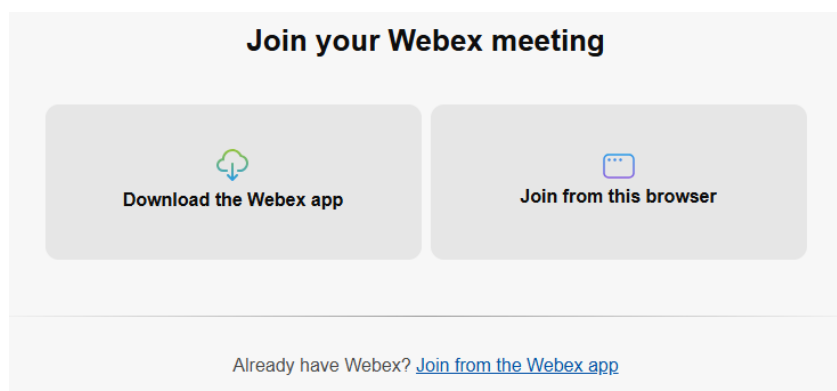 Join your Webex meeting
Download the Webex app
Join from this browser
Already have Webex? Join from the Webex app